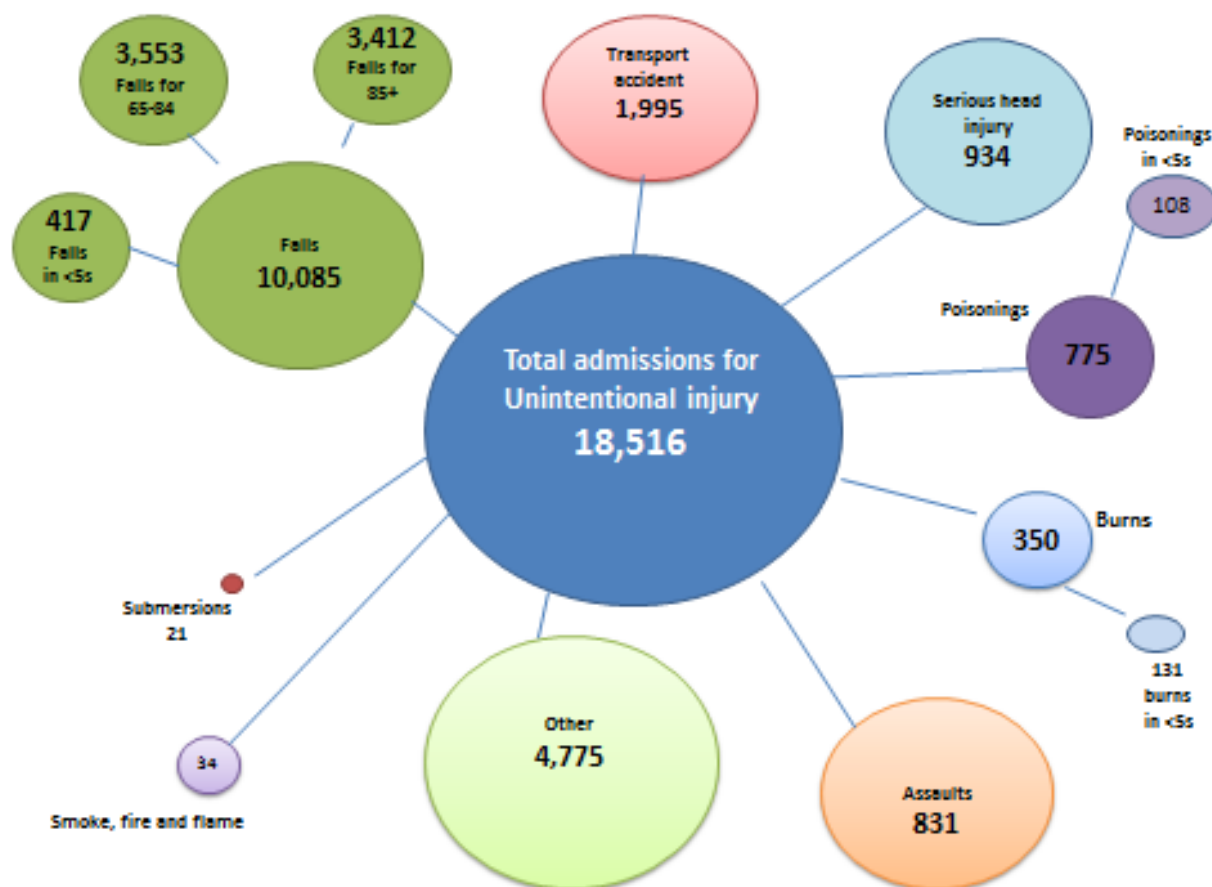 3,553
Falls for
65-84
3,412
Falls for
85+
Transport
accident
1,995
Serious head
injury
934
Poisonings
in <5s
108
417
Falls
in <5s
Falls
10,085
Poisonings
775
Total admissions for
Unintentional injury
18,516
350
Burns
Submersions
21
131
burns
in <5s
Other
4,775
34
Smoke, fire and flame
Assaults
831